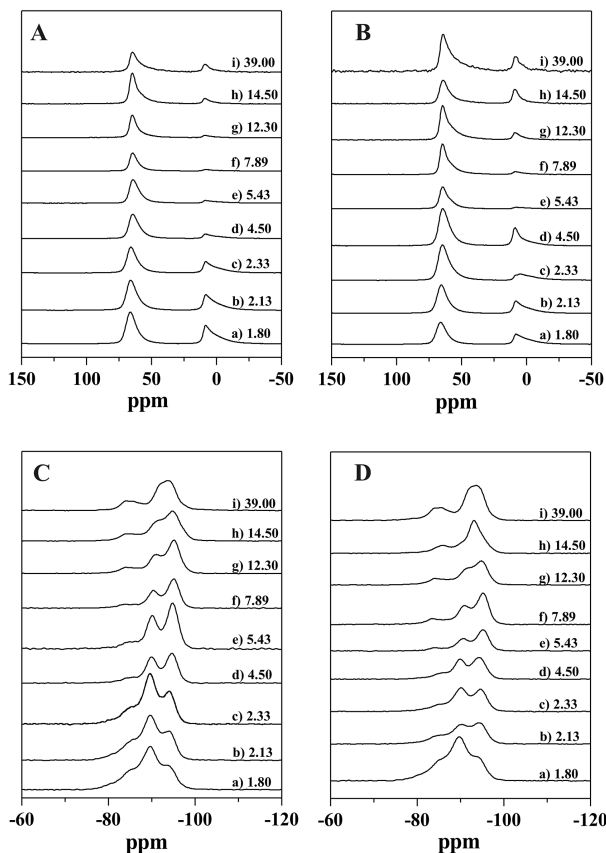 A
i) 39.00
h) 14.50
g) 12.30
f) 7.89
e) 5.43
d) 4.50
c) 2.33
b) 2.13
a) 1.80
150 100 50 0 -50
ppm
B
i) 39.00
h) 14.50
g) 12.30
f) 7.89
e) 5.43
d) 4.50
c) 2.33
b) 2.13
a) 1.80
150 100 50 0 -50
ppm
C
i) 39.00
h) 14.50
g) 12.30
f) 7.89
e) 5.43
d) 4.50
c) 2.33
b) 2.13
a) 1.80
-60 -80 -100 -120
ppm
D
i) 39.00
h) 14.50
g) 12.30
f) 7.89
e) 5.43
d) 4.50
c) 2.33
b) 2.13
a) 1.80
-60 -80 -100 -120
ppm